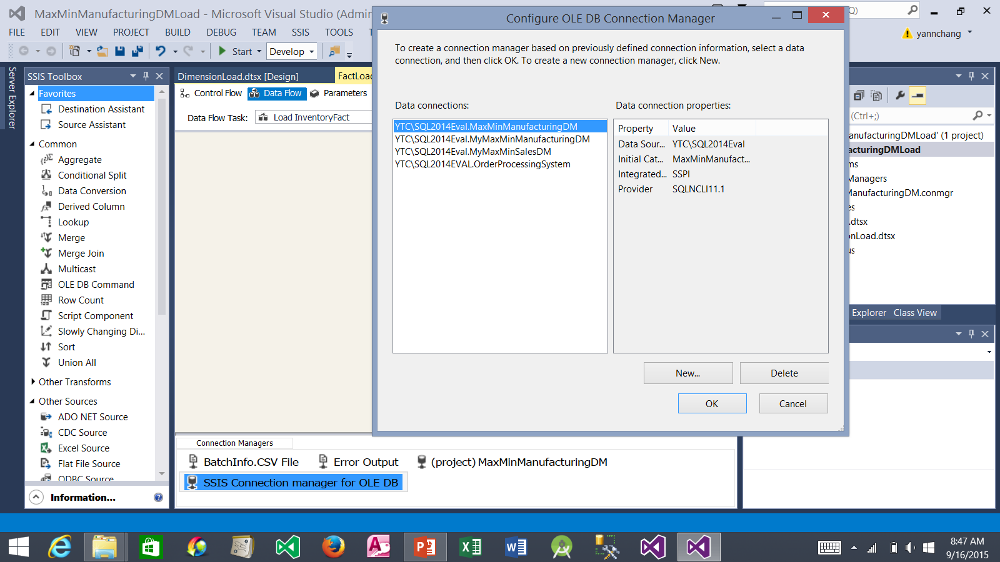 MaxMinManufacturingDMLoad - Microsoft Visual Studio (Admin
FILE EDIT VIEW PROJECT BUILD DEBUG TEAM SSIS TOOLS
yannchang
Start Develop
Server Explorer
SSIS Toolbox
Favorites
Destination Assistant
Source Assistant
Common
Aggregate
Conditional Split
Data Conversion
Derived Column
Lookup
Merge
Merge Join
Multicast
OLE DB Command
Row Count
Script Component
Slowly Changing Di...
Sort
Union All
Other Transforms
Other Sources
ADO NET Source
CDC Source
Excel Source
Flat File Source
ODBC Source
Information...
DimensionLoad.dtsx [Design] FactLoa
Control Flow Data Flow Parameters
Data Flow Task: Load InventoryFact
Configure OLE DB Connection Manager
To create a connection manager based on previously defined connection information, select a data
connection, and then click OK. To create a new connection manager, click New.
Data connections:
YTC\SQL2014Eval.MaxMinManufacturingDM
YTC\SQL2014Eval.MyMaxMinManufacturingDM
YTC\SQL2014Eval.MyMaxMinSalesDM
YTC\SQL2014EVAL.OrderProcessingSystem
Data connection properties:
Property Value
Data Sour... YTC\SQL2014Eval
Initial Cat... MaxMinManufact...
Integrated... SSPI
Provider SQLNCLI11.1
New... Delete
OK Cancel
(Ctrl+;)
anufacturingDMLoad' (1 project)
acturingDMLoad
ms
Managers
ManufacturingDM.conmgr
es
.dtsx
onLoad.dtsx
us
Explorer Class View
Connection Managers
BatchInfo.CSV File Error Output (project) MaxMinManufacturingDM
SSIS Connection manager for OLE DB
8:47 AM
9/16/2015